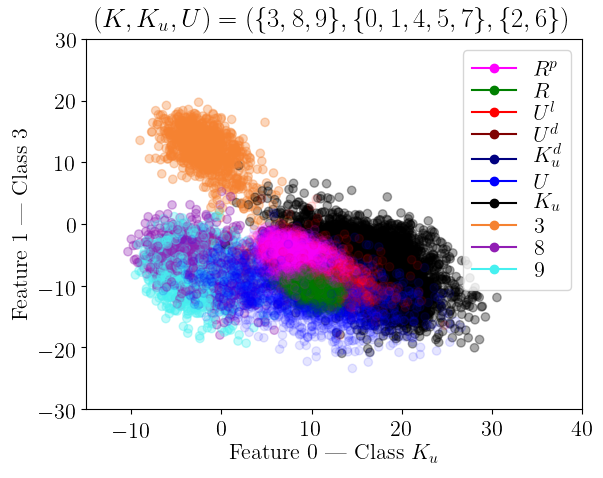 (K, K_u, U) = ({3, 8, 9}, {0, 1, 4, 5, 7}, {2, 6})
30
20
10
0
−10
−20
−30
Feature 1 — Class 3
R^p
R
U^l
U^d
K_u^d
U
K_u
3
8
9
−10 0 10 20 30 40
Feature 0 — Class K_u